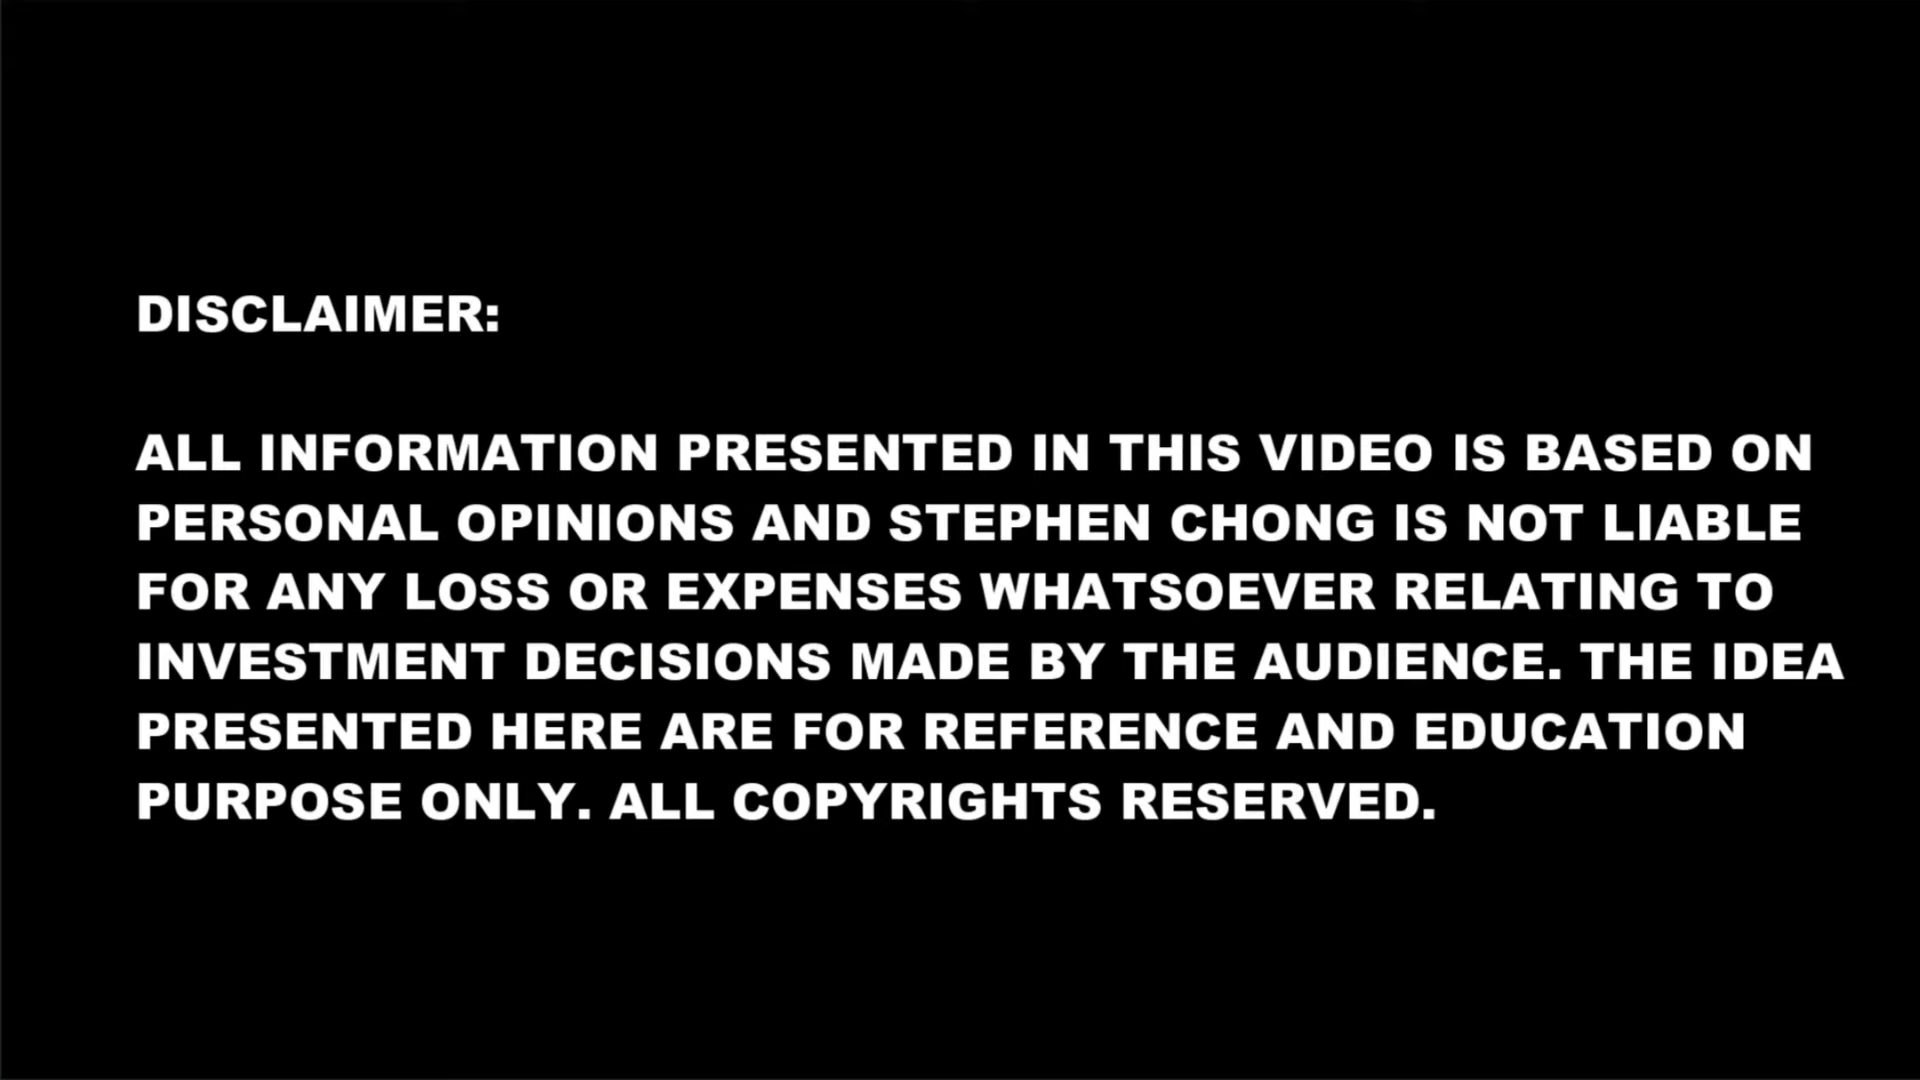 DISCLAIMER:
ALL INFORMATION PRESENTED IN THIS VIDEO IS BASED ON
PERSONAL OPINIONS AND STEPHEN CHONG IS NOT LIABLE
FOR ANY LOSS OR EXPENSES WHATSOEVER RELATING TO
INVESTMENT DECISIONS MADE BY THE AUDIENCE. THE IDEA
PRESENTED HERE ARE FOR REFERENCE AND EDUCATION
PURPOSE ONLY. ALL COPYRIGHTS RESERVED.